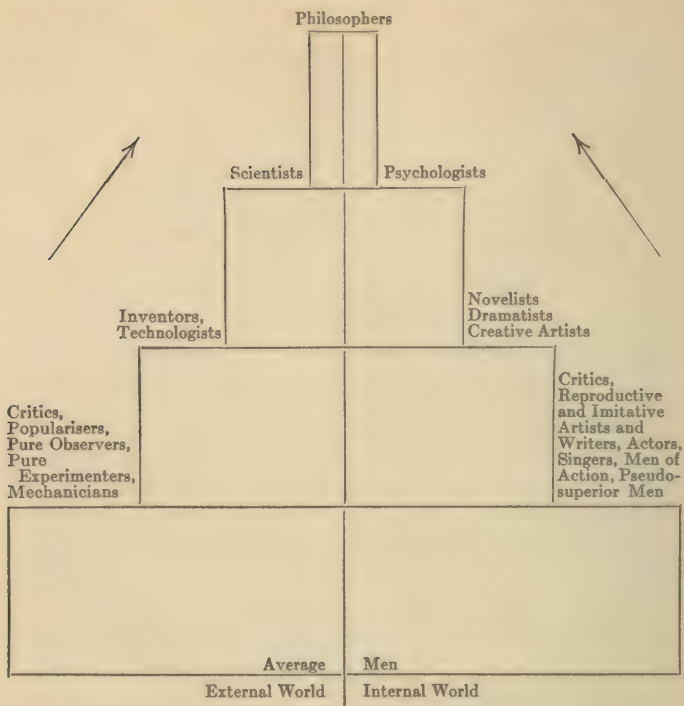 Philosophers
Scientists
Psychologists
Inventors,
Technologists
Novelists
Dramatists
Creative Artists
Critics,
Popularisers,
Pure Observers,
Pure
Experimenters,
Mechanicians
Critics,
Reproductive
and Imitative
Artists and
Writers, Actors,
Singers, Men of
Action, Pseudo-
superior Men
Average Men
External World Internal World